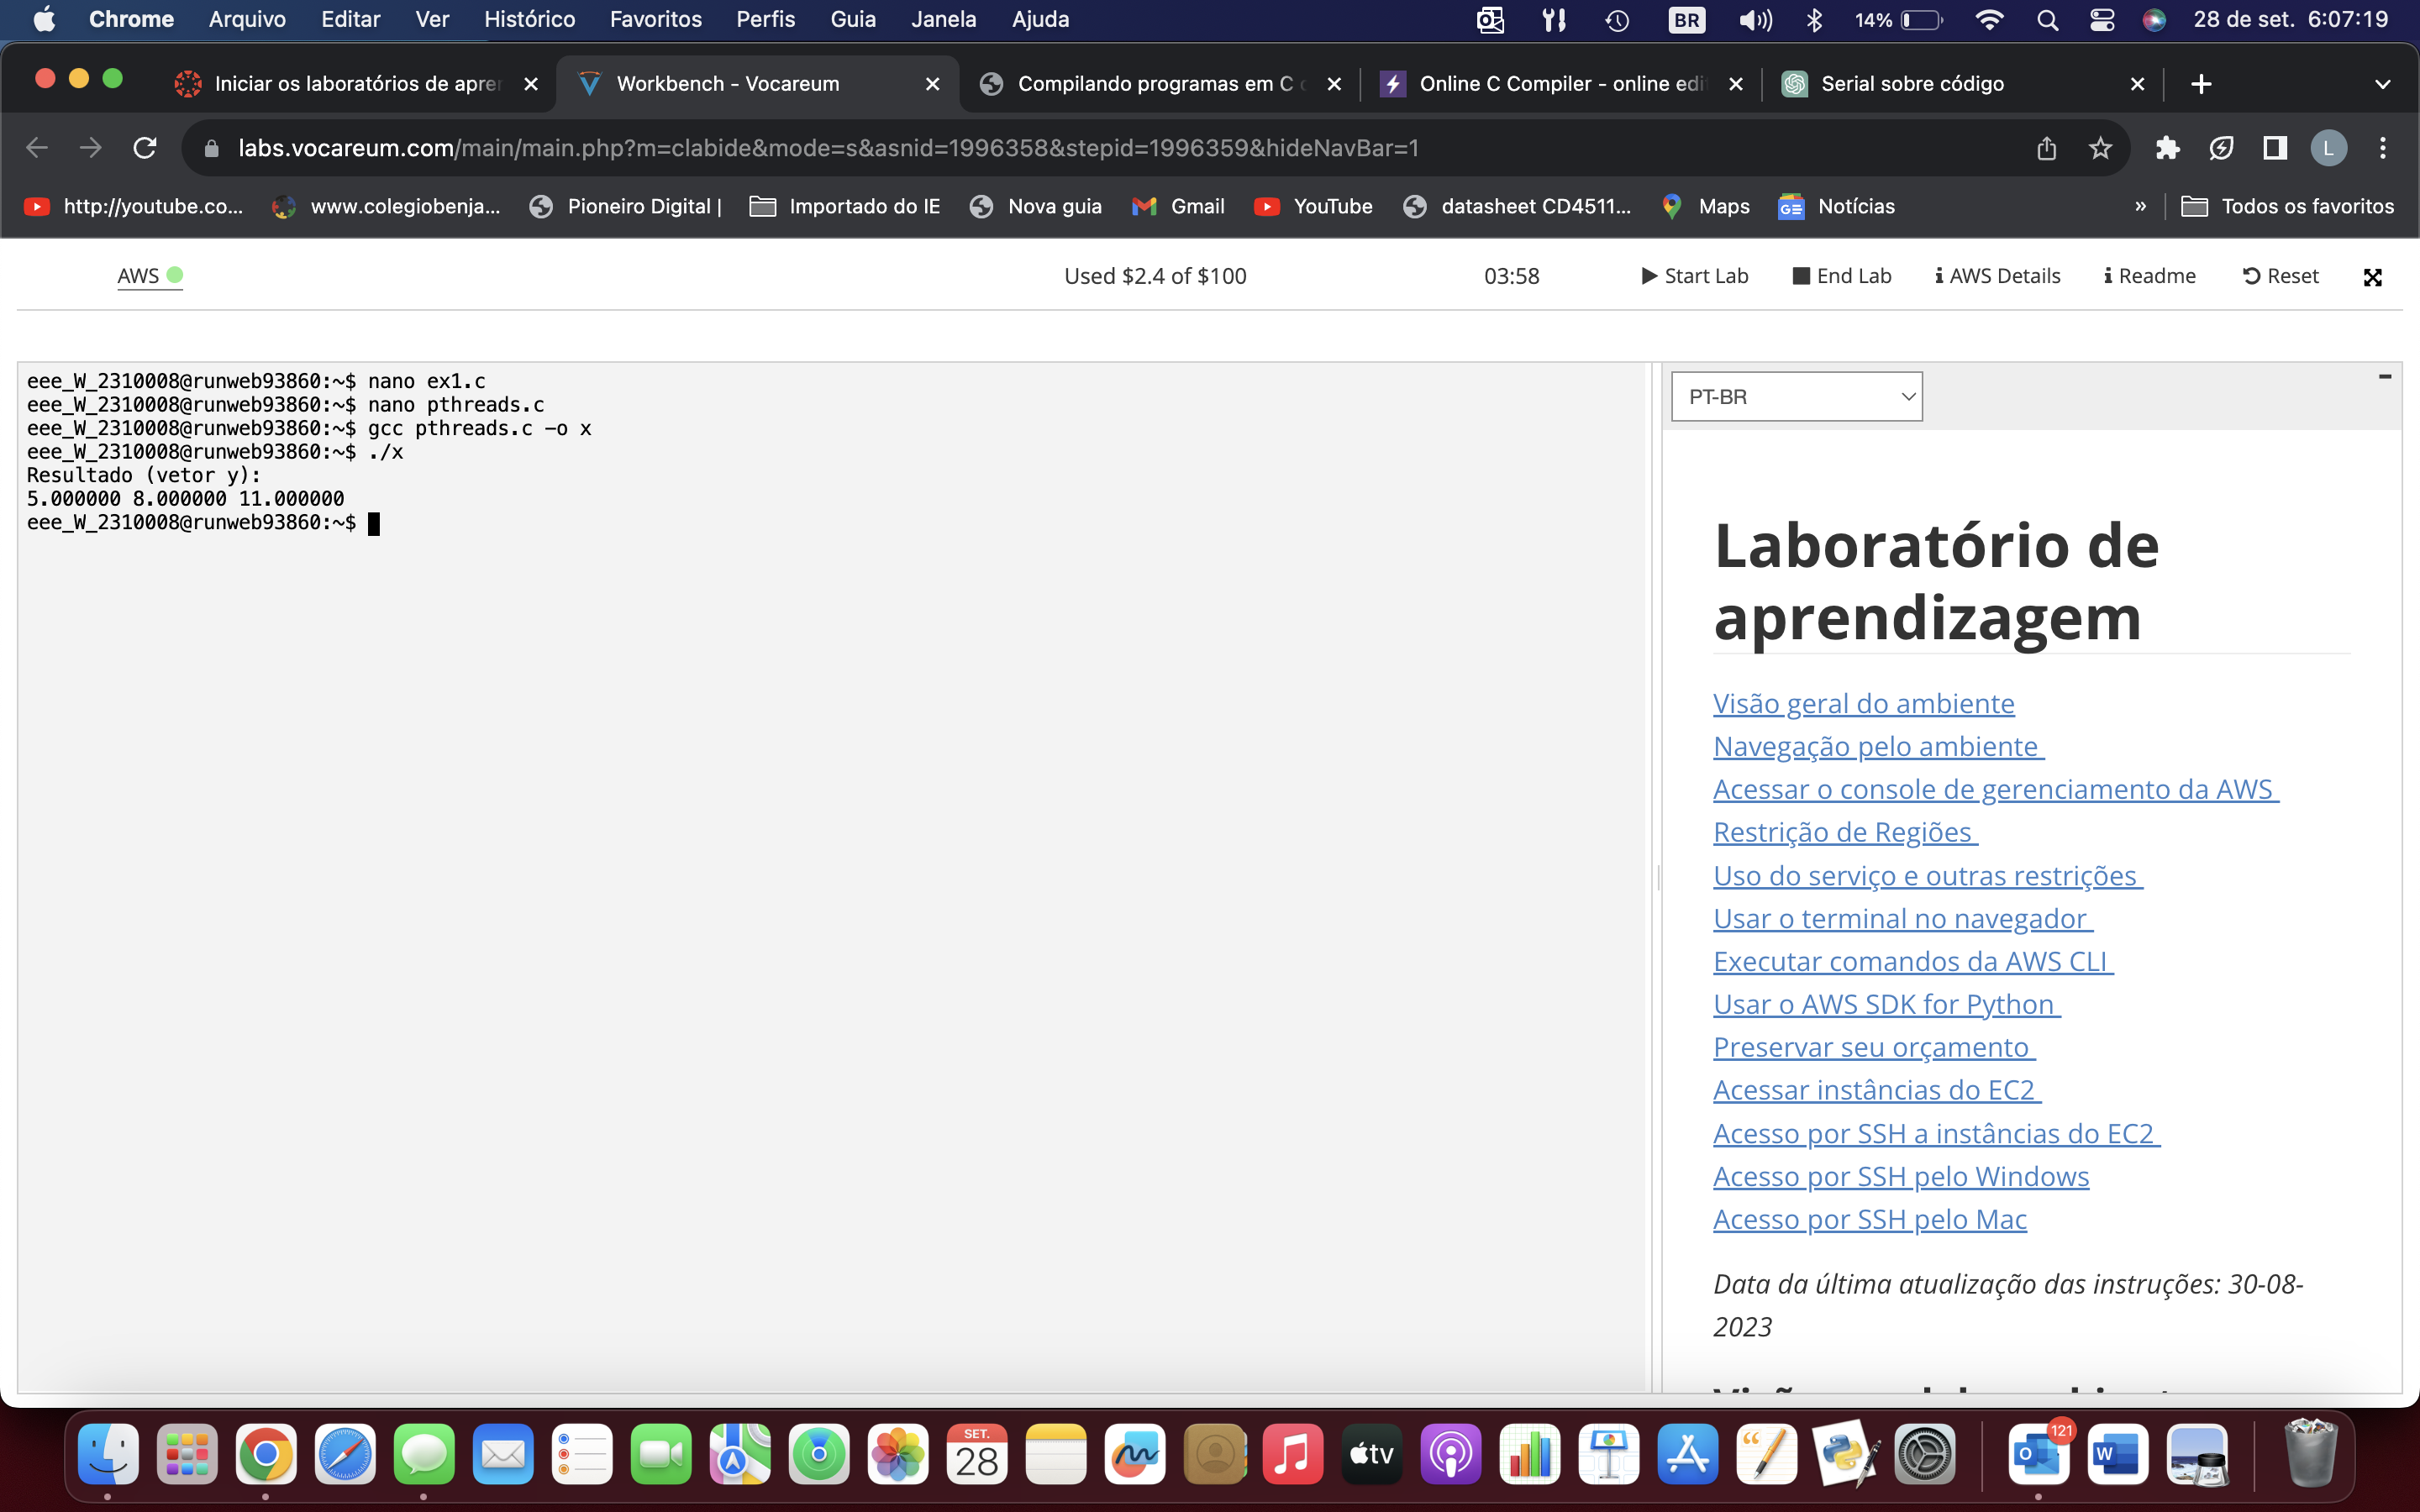 Chrome Arquivo Editar Ver Histórico Favoritos Perfis Guia Janela Ajuda BR 14% 28 de set. 6:07:19
Iniciar os laboratórios de apre Workbench - Vocareum Compilando programas em C Online C Compiler - online edi Serial sobre código
labs.vocareum.com/main/main.php?m=clabide&mode=s&asnid=1996358&stepid=1996359&hideNavBar=1 L
http://youtube.co... www.colegiobenja... Pioneiro Digital | Importado do IE Nova guia Gmail YouTube datasheet CD4511... Maps GE Notícias » Todos os favoritos
AWS Used $2.4 of $100 03:58 Start Lab End Lab AWS Details Readme Reset
eee_W_2310008@runweb93860:~$ nano ex1.c
eee_W_2310008@runweb93860:~$ nano pthreads.c
eee_W_2310008@runweb93860:~$ gcc pthreads.c -o x
eee_W_2310008@runweb93860:~$ ./x
Resultado (vetor y):
5.000000 8.000000 11.000000
eee_W_2310008@runweb93860:~$
PT-BR
Laboratório de
aprendizagem
Visão geral do ambiente
Navegação pelo ambiente
Acessar o console de gerenciamento da AWS
Restrição de Regiões
Uso do serviço e outras restrições
Usar o terminal no navegador
Executar comandos da AWS CLI
Usar o AWS SDK for Python
Preservar seu orçamento
Acessar instâncias do EC2
Acesso por SSH a instâncias do EC2
Acesso por SSH pelo Windows
Acesso por SSH pelo Mac
Data da última atualização das instruções: 30-08-
2023
SET.
28
tv
121
O
W